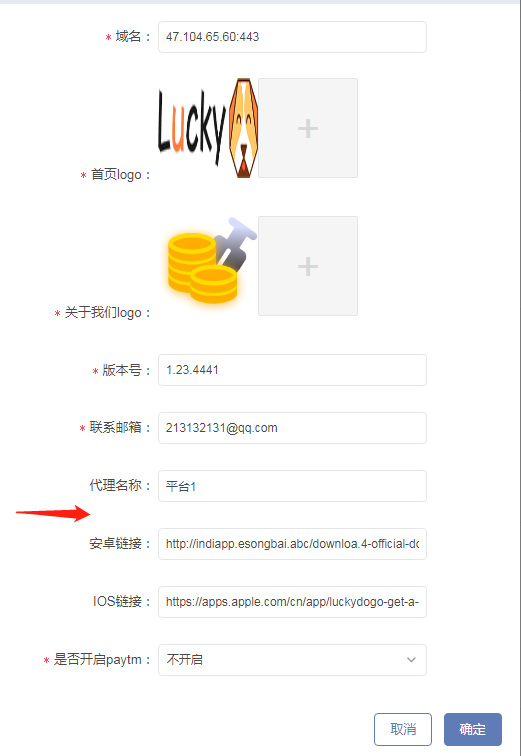 * 域名： 47.104.65.60:443
Lucky
* 首页logo：
* 关于我们logo：
* 版本号： 1.23.4441
* 联系邮箱： 213132131@qq.com
代理名称： 平台1
安卓链接： http://indiapp.esongbai.abc/downloa.4-official-dc
IOS链接： https://apps.apple.com/cn/app/luckydogo-get-a-
* 是否开启paytm： 不开启
取消 确定